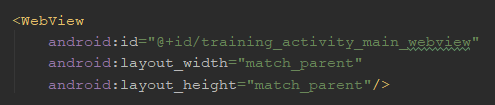 <WebView
android:id="@+id/training_activity_main_webview"
android:layout_width="match_parent"
android:layout_height="match_parent"/>